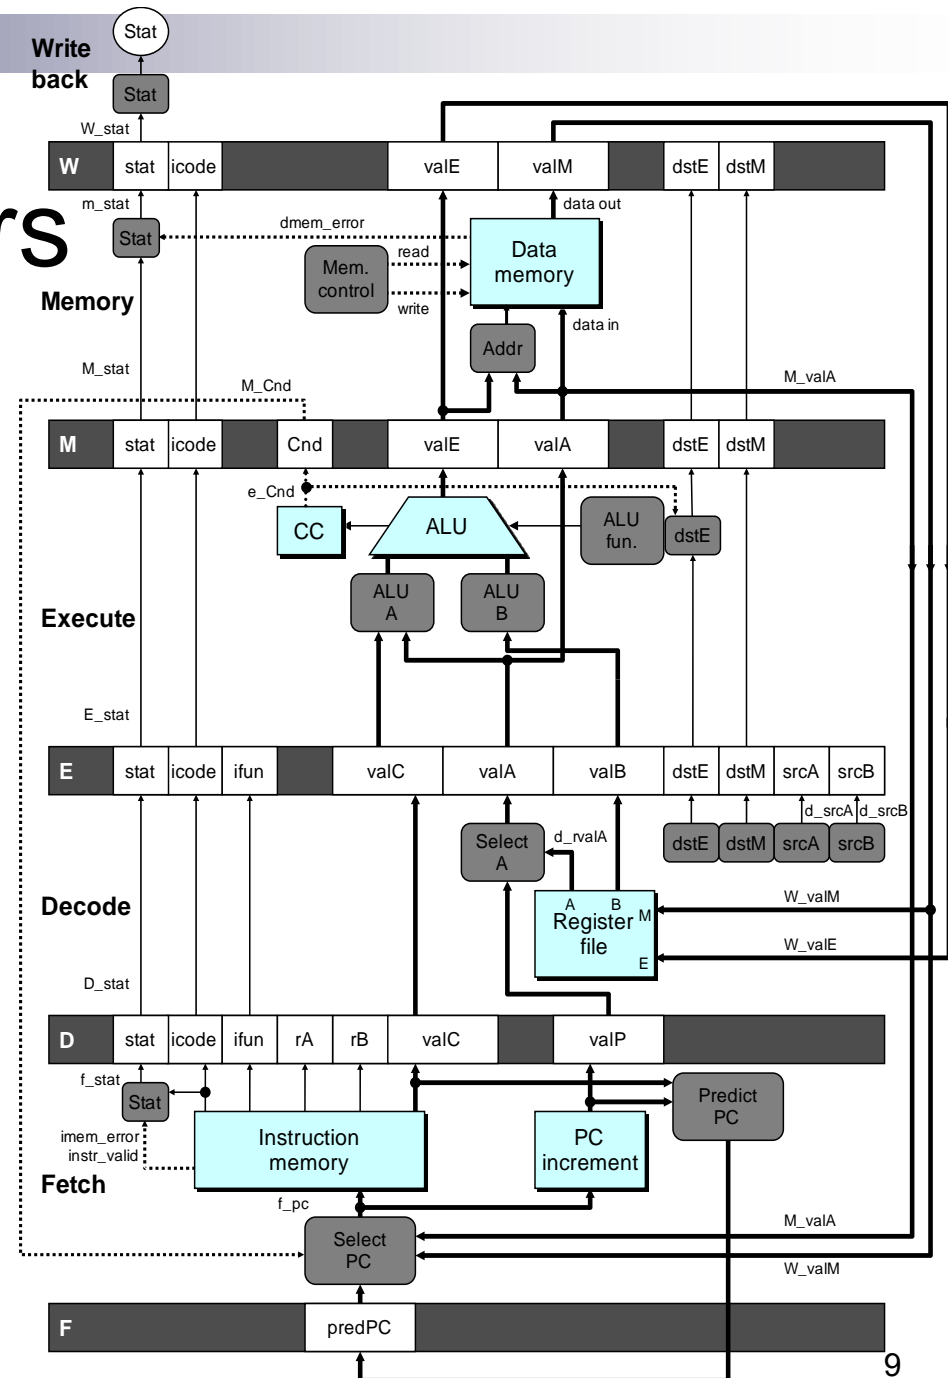 Stat
Write
back
Stat
W_stat
W
stat
icode
valE
valM
dstE
dstM
m_stat
rs
Stat
dmem_error
data out
Mem.
control
read
write
Data
memory
Memory
Addr
data in
M_stat
M_Cnd
M_valA
M
stat
icode
Cnd
valE
valA
dstE
dstM
e_Cnd
CC
ALU
ALU
fun.
dstE
ALU
A
ALU
B
Execute
E_stat
E
stat
icode
ifun
valC
valA
valB
dstE
dstM
srcA
srcB
d_srcA
d_srcB
Select
A
d_rvalA
dstE
dstM
srcA
srcB
Decode
A
B
M
Register
file
E
W_valM
W_valE
D_stat
D
stat
icode
ifun
rA
rB
valC
valP
f_stat
Stat
Predict
PC
imem_error
instr_valid
Instruction
memory
PC
increment
Fetch
f_pc
M_valA
Select
PC
W_valM
F
predPC
9